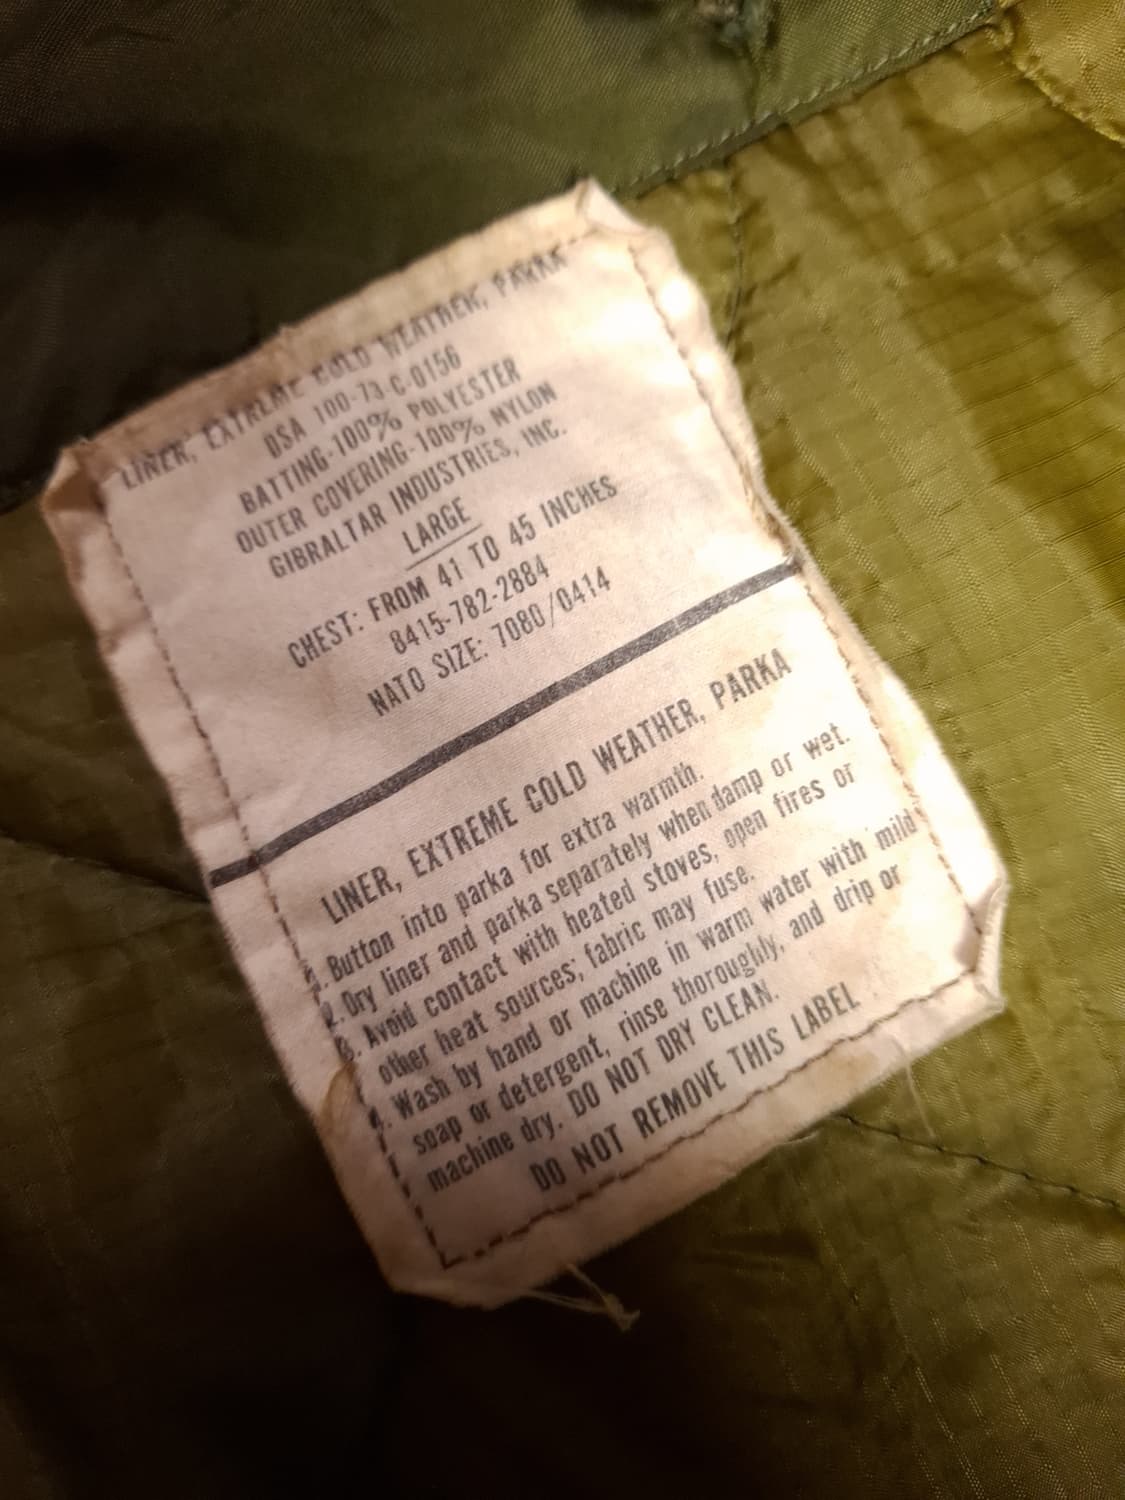 LINER, EXTREME COLD WEATHER, PARKA
DSA 100-73-C-0156
BATTING-100% POLYESTER
OUTER COVERING-100% NYLON
GIBRALTAR INDUSTRIES, INC.
LARGE
CHEST: FROM 41 TO 45 INCHES
8415-782-2884
NATO SIZE: 7080/0414
LINER, EXTREME COLD WEATHER, PARKA
1. Button into parka for extra warmth.
2. Dry liner and parka separately when damp or wet.
3. Avoid contact with heated stoves, open fires or
other heat sources; fabric may fuse.
4. Wash by hand or machine in warm water with mild
soap or detergent, rinse thoroughly, and drip or
machine dry. DO NOT DRY CLEAN.
DO NOT REMOVE THIS LABEL